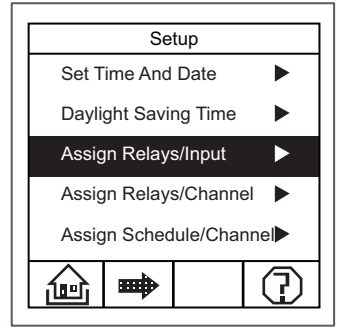 Setup
Set Time And Date
Daylight Saving Time
Assign Relays/Input
Assign Relays/Channel
Assign Schedule/Channel
?